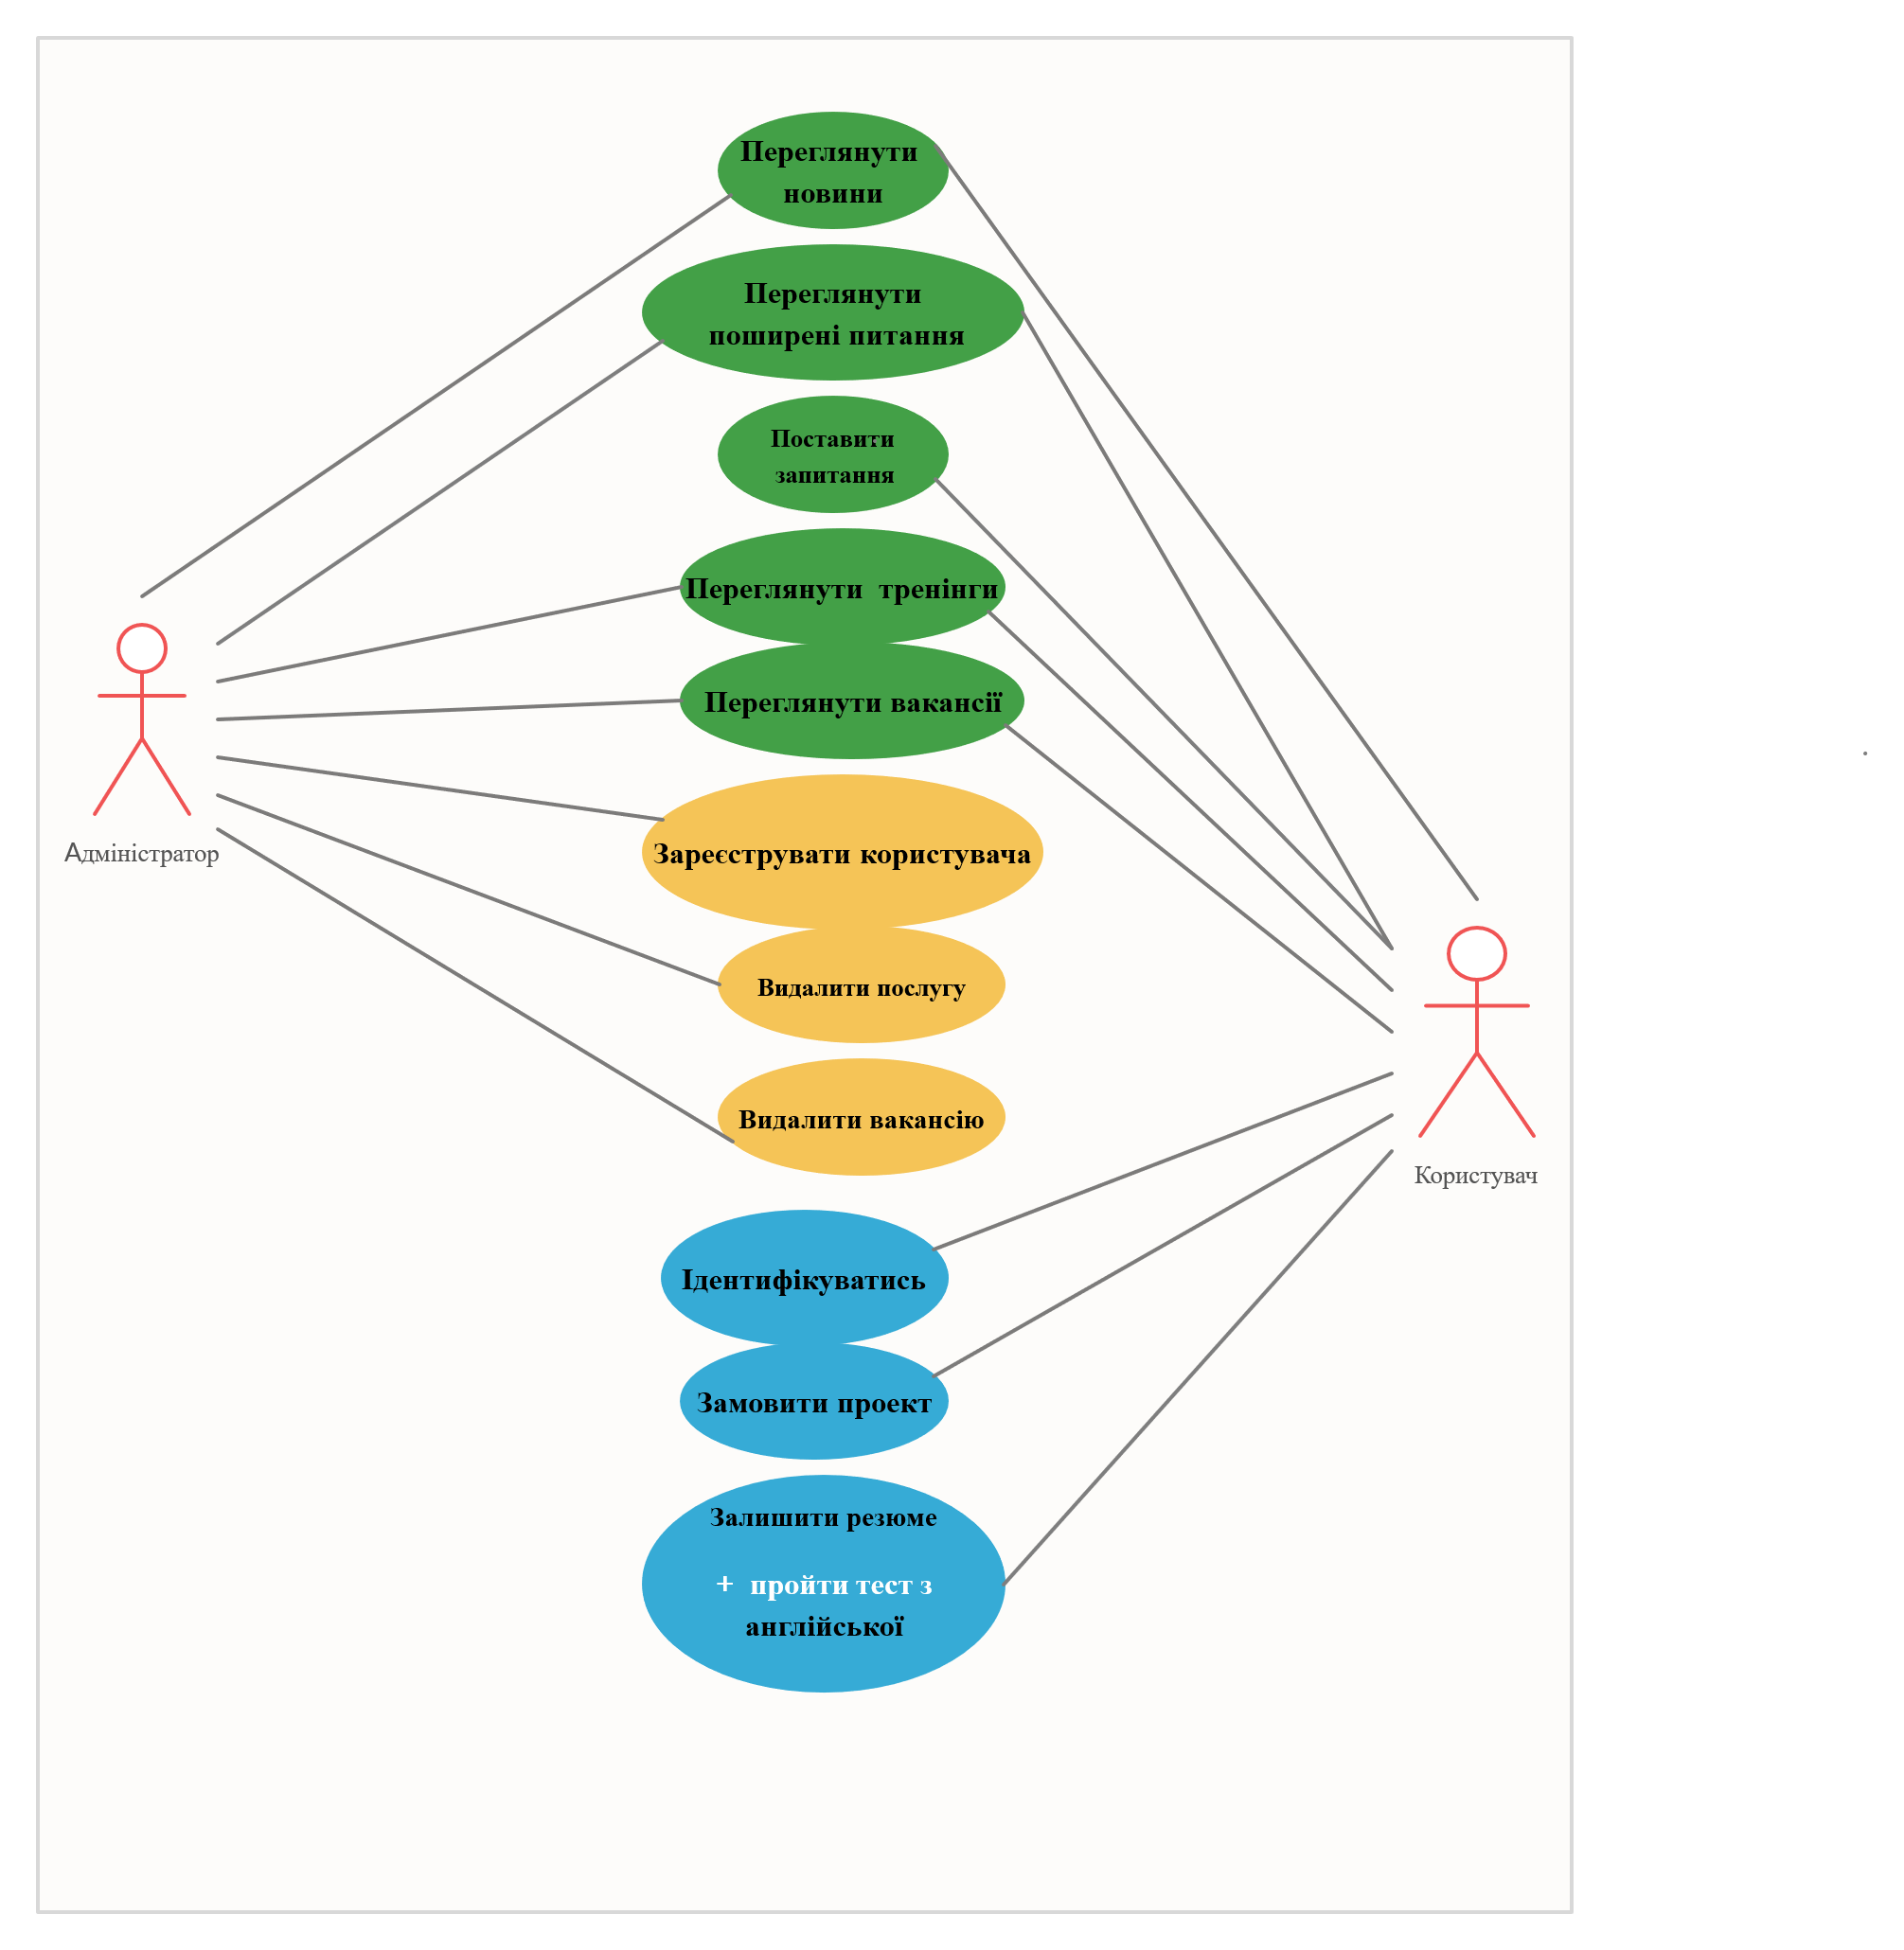 Переглянути
новини
Переглянути
поширені питання
Поставити
запитання
Переглянути  тренінги
Переглянути вакансії
Зареєструвати користувача
Адміністратор
Видалити послугу
Видалити вакансію
Користувач
Ідентифікуватись
Замовити проект
Залишити резюме
+  пройти тест з
англійської